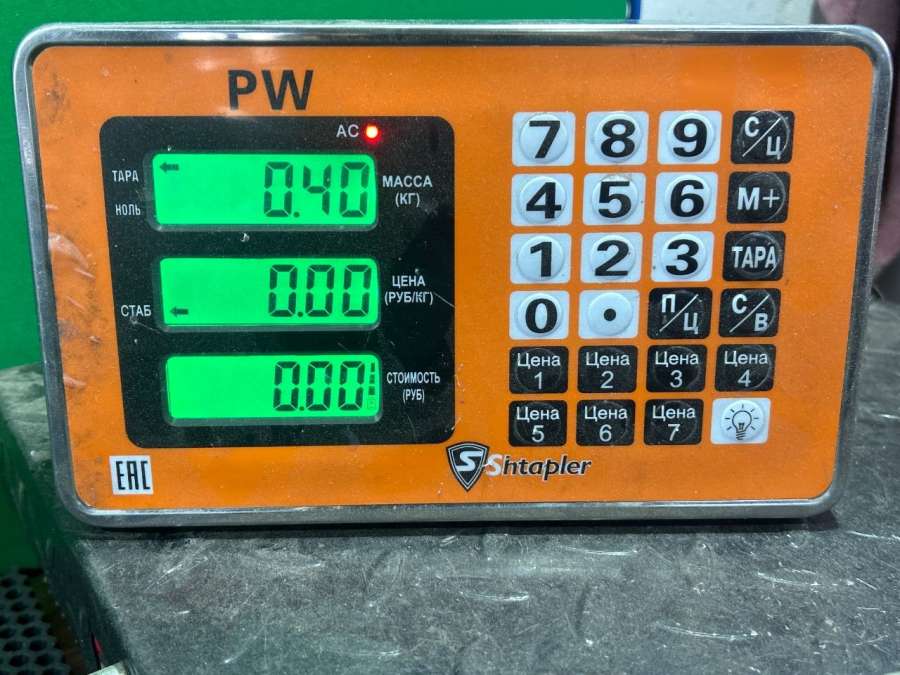 PW
AC
ТАРА
НОЛЬ
0.40
МАССА
(КГ)
СТАБ
0.00
ЦЕНА
(РУБ/КГ)
0.00
СТОИМОСТЬ
(РУБ)
7 8 9 С/Ц
4 5 6 М+
1 2 3 ТАРА
0 . П/Ц С/В
Цена 1 Цена 2 Цена 3 Цена 4
Цена 5 Цена 6 Цена 7
EAC
S-Shtapler